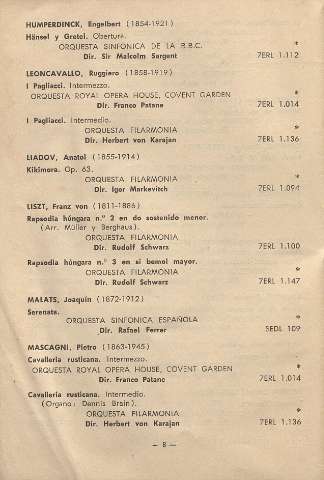 HUMPERDINCK, Engelbert (1854-1921)
Hänsel y Gretel. Obertura. *
ORQUESTA SINFONICA DE LA B.B.C.
Dir. Sir Malcolm Sargent 7ERL 1.112
LEONCAVALLO, Ruggiero (1858-1919)
I Pagliacci. Intermezzo. *
ORQUESTA ROYAL OPERA HOUSE, COVENT GARDEN
Dir. Franco Patane 7ERL 1.014
I Pagliacci. Intermedio. *
ORQUESTA FILARMONIA
Dir. Herbert von Karajan 7ERL 1.136
LIADOV, Anatol (1855-1914)
Kikimora. Op. 63. *
ORQUESTA FILARMONIA
Dir. Igor Markevitch 7ERL 1.094
LISZT, Franz von (1811-1886)
Rapsodia húngara n.º 2 en do sostenido menor.
(Arr. Müller y Berghaus). *
ORQUESTA FILARMONIA
Dir. Rudolf Schwarz 7ERL 1.100
Rapsodia húngara n.º 3 en si bemol mayor. *
ORQUESTA FILARMONIA
Dir. Rudolf Schwarz 7ERL 1.147
MALATS, Joaquín (1872-1912)
Serenata. *
ORQUESTA SINFONICA ESPAÑOLA
Dir. Rafael Ferrer SEDL 109
MASCAGNI, Pietro (1863-1945)
Cavalleria rusticana. Intermezzo. *
ORQUESTA ROYAL OPERA HOUSE, COVENT GARDEN
Dir. Franco Patane 7ERL 1.014
Cavalleria rusticana. Intermedio.
(Organo: Dennis Brain). *
ORQUESTA FILARMONIA
Dir. Herbert von Karajan 7ERL 1.136
— 8 —